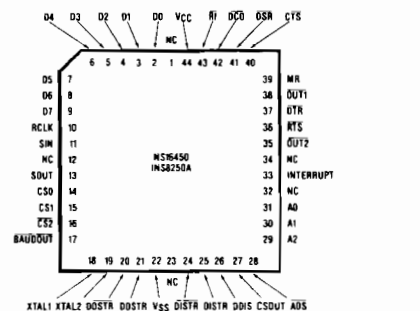 D4 D3 D2 D1 D0 VCC RI DCD DSR CTS
NC
6 5 4 3 2 1 44 43 42 41 40
D5 7 39 MR
D6 8 38 OUT1
D7 9 37 DTR
RCLK 10 36 RTS
SIN 11 35 OUT2
NC 12 34 NC
SOUT 13 33 INTERRUPT
CS0 14 32 NC
CS1 15 31 A0
CS2 16 30 A1
BAUDOUT 17 29 A2
NS16450
INS8250A
18 19 20 21 22 23 24 25 26 27 28
NC
XTAL1 XTAL2 DOSTR DOSTR VSS DISTR DISTR DDIS CSOUT ADS